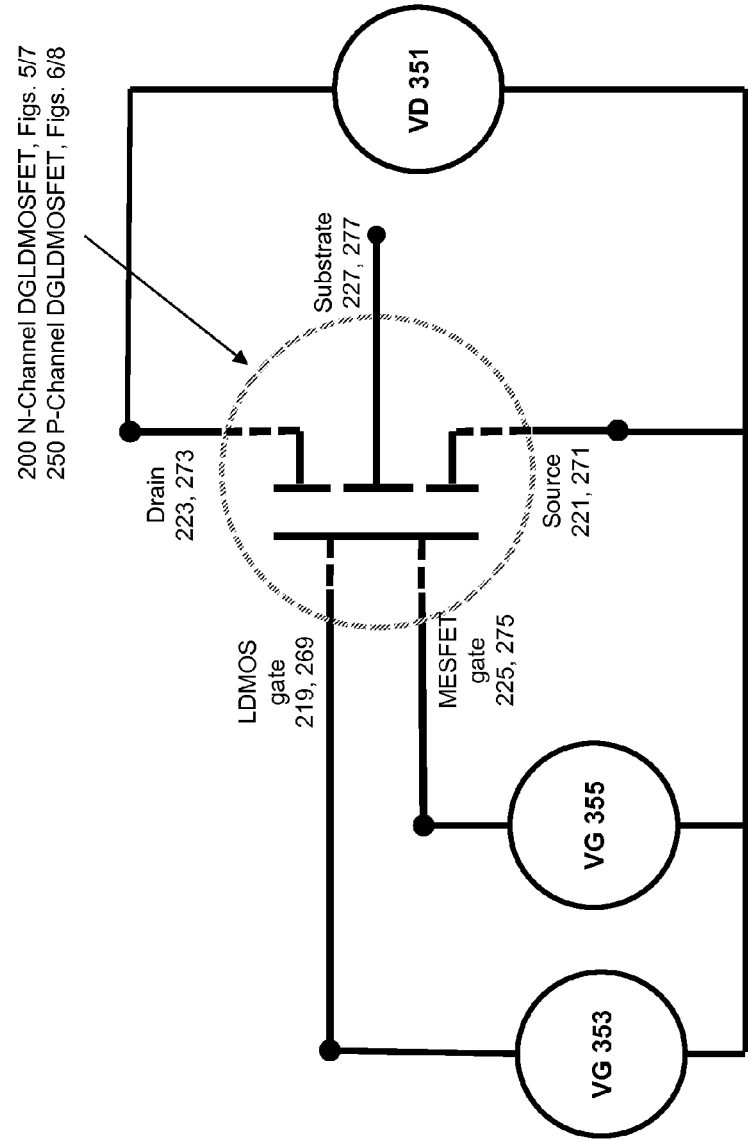 200 N-Channel DGLDMOSFET, Figs. 5/7
250 P-Channel DGLDMOSFET, Figs. 6/8
VD 351
Substrate
227, 277
Drain
223, 273
Source
221, 271
LDMOS
gate
219, 269
MESFET
gate
225, 275
VG 355
VG 353